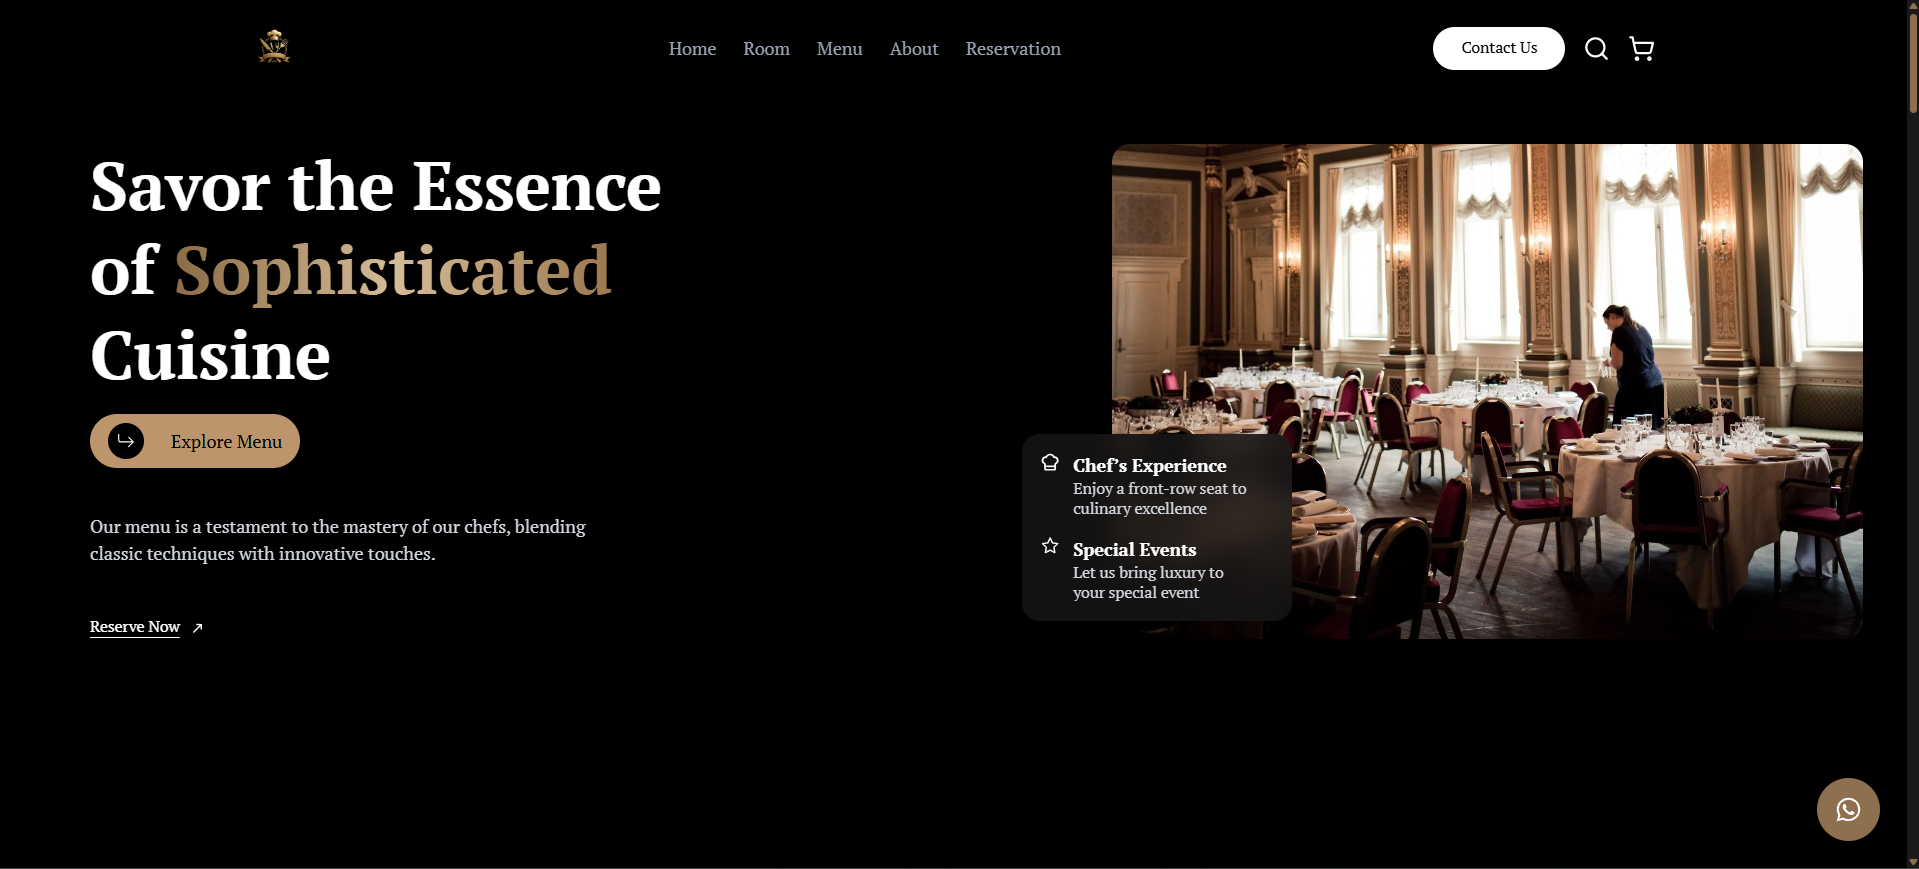 Home Room Menu About Reservation
Contact Us
Savor the Essence
of Sophisticated
Cuisine
Explore Menu
Our menu is a testament to the mastery of our chefs, blending
classic techniques with innovative touches.
Reserve Now
Chef’s Experience
Enjoy a front-row seat to
culinary excellence
Special Events
Let us bring luxury to
your special event